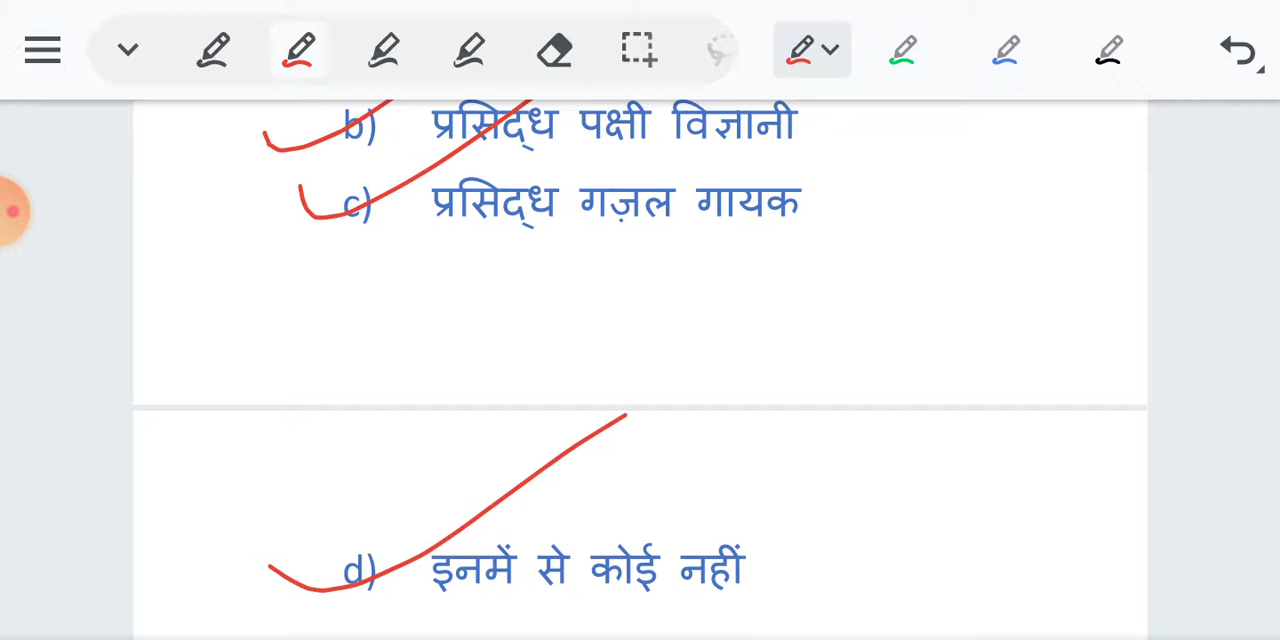 b) प्रसिद्ध पक्षी विज्ञानी
c) प्रसिद्ध गज़ल गायक
d) इनमें से कोई नहीं